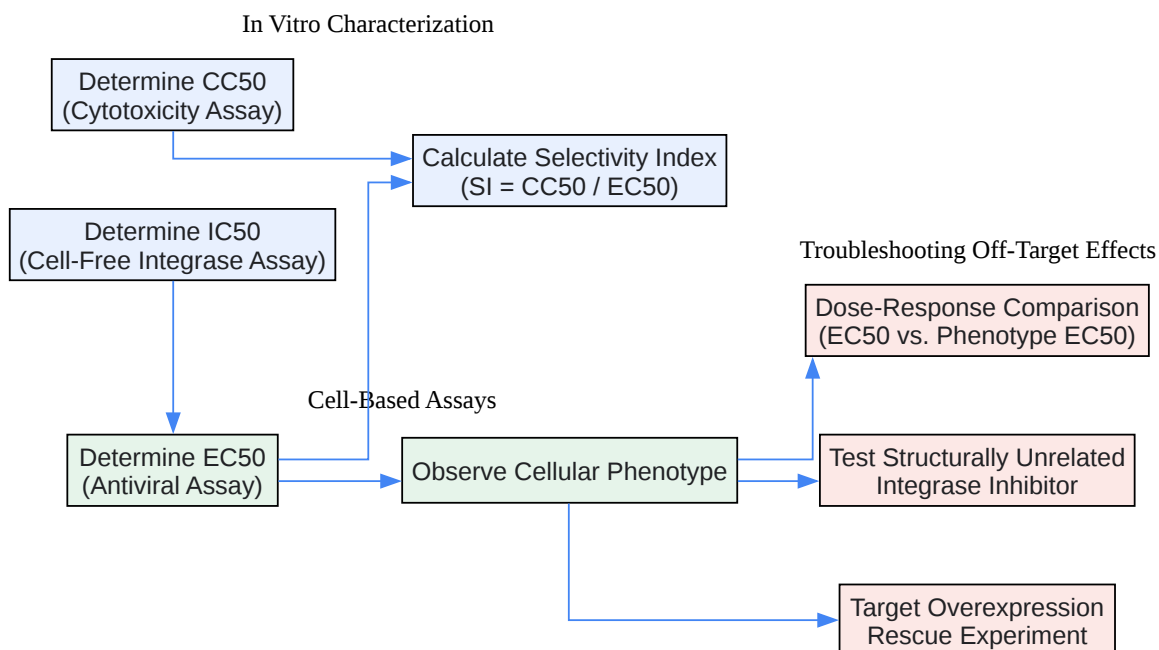 In Vitro Characterization
Determine CC50
(Cytotoxicity Assay)
Calculate Selectivity Index
(SI = CC50 / EC50)
Determine IC50
(Cell-Free Integrase Assay)
Troubleshooting Off-Target Effects
Dose-Response Comparison
(EC50 vs. Phenotype EC50)
Cell-Based Assays
Determine EC50
(Antiviral Assay)
Observe Cellular Phenotype
Test Structurally Unrelated
Integrase Inhibitor
Target Overexpression
Rescue Experiment